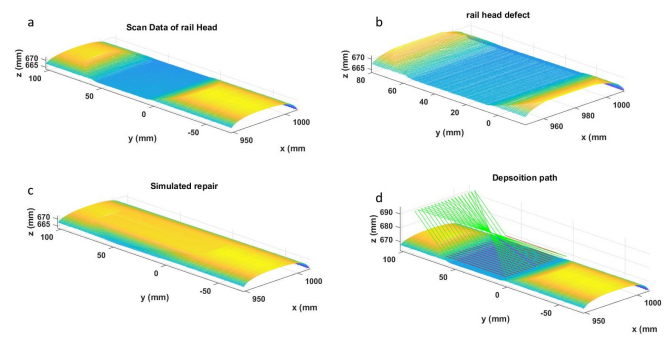 a
Scan Data of rail Head
z (mm)
670
665
100
50
0
-50
y (mm)
950
1000
x (mm
b
rail head defect
z (mm)
670
665
80
60
40
20
0
y (mm)
960
980
1000
x (mm
c
Simulated repair
z (mm)
670
665
100
50
0
-50
y (mm)
950
1000
x (mm
d
Depsoition path
z (mm)
690
680
670
100
50
0
-50
y (mm)
950
1000
x (mm